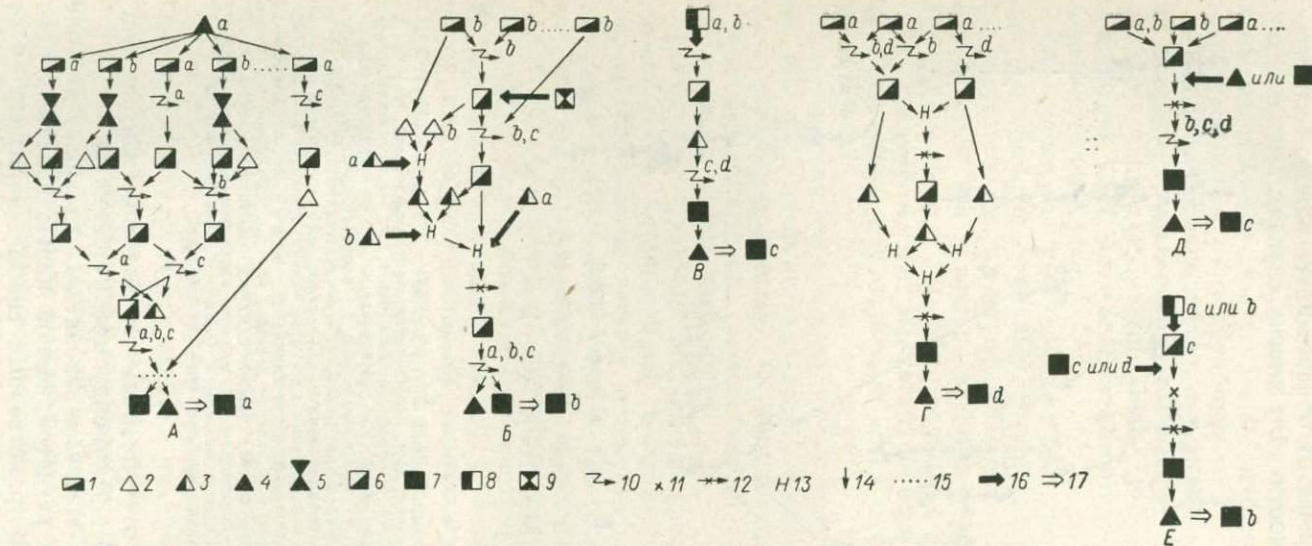 a
b b b
a, b
a a a
a, b b a
b
a b a b a
a c
или
b b, c
b,d b d
c, d
b, c, d
a H
a
b
b H
H
H
H H
H
a c
a, b, c
a, b, c
a
А
b
Б
c
В
d
Г
c
Д
a или b
c
c или d
b
Е
1 2 3 4 5 6 7 8 9 10 11 12 H 13 14 15 16 17